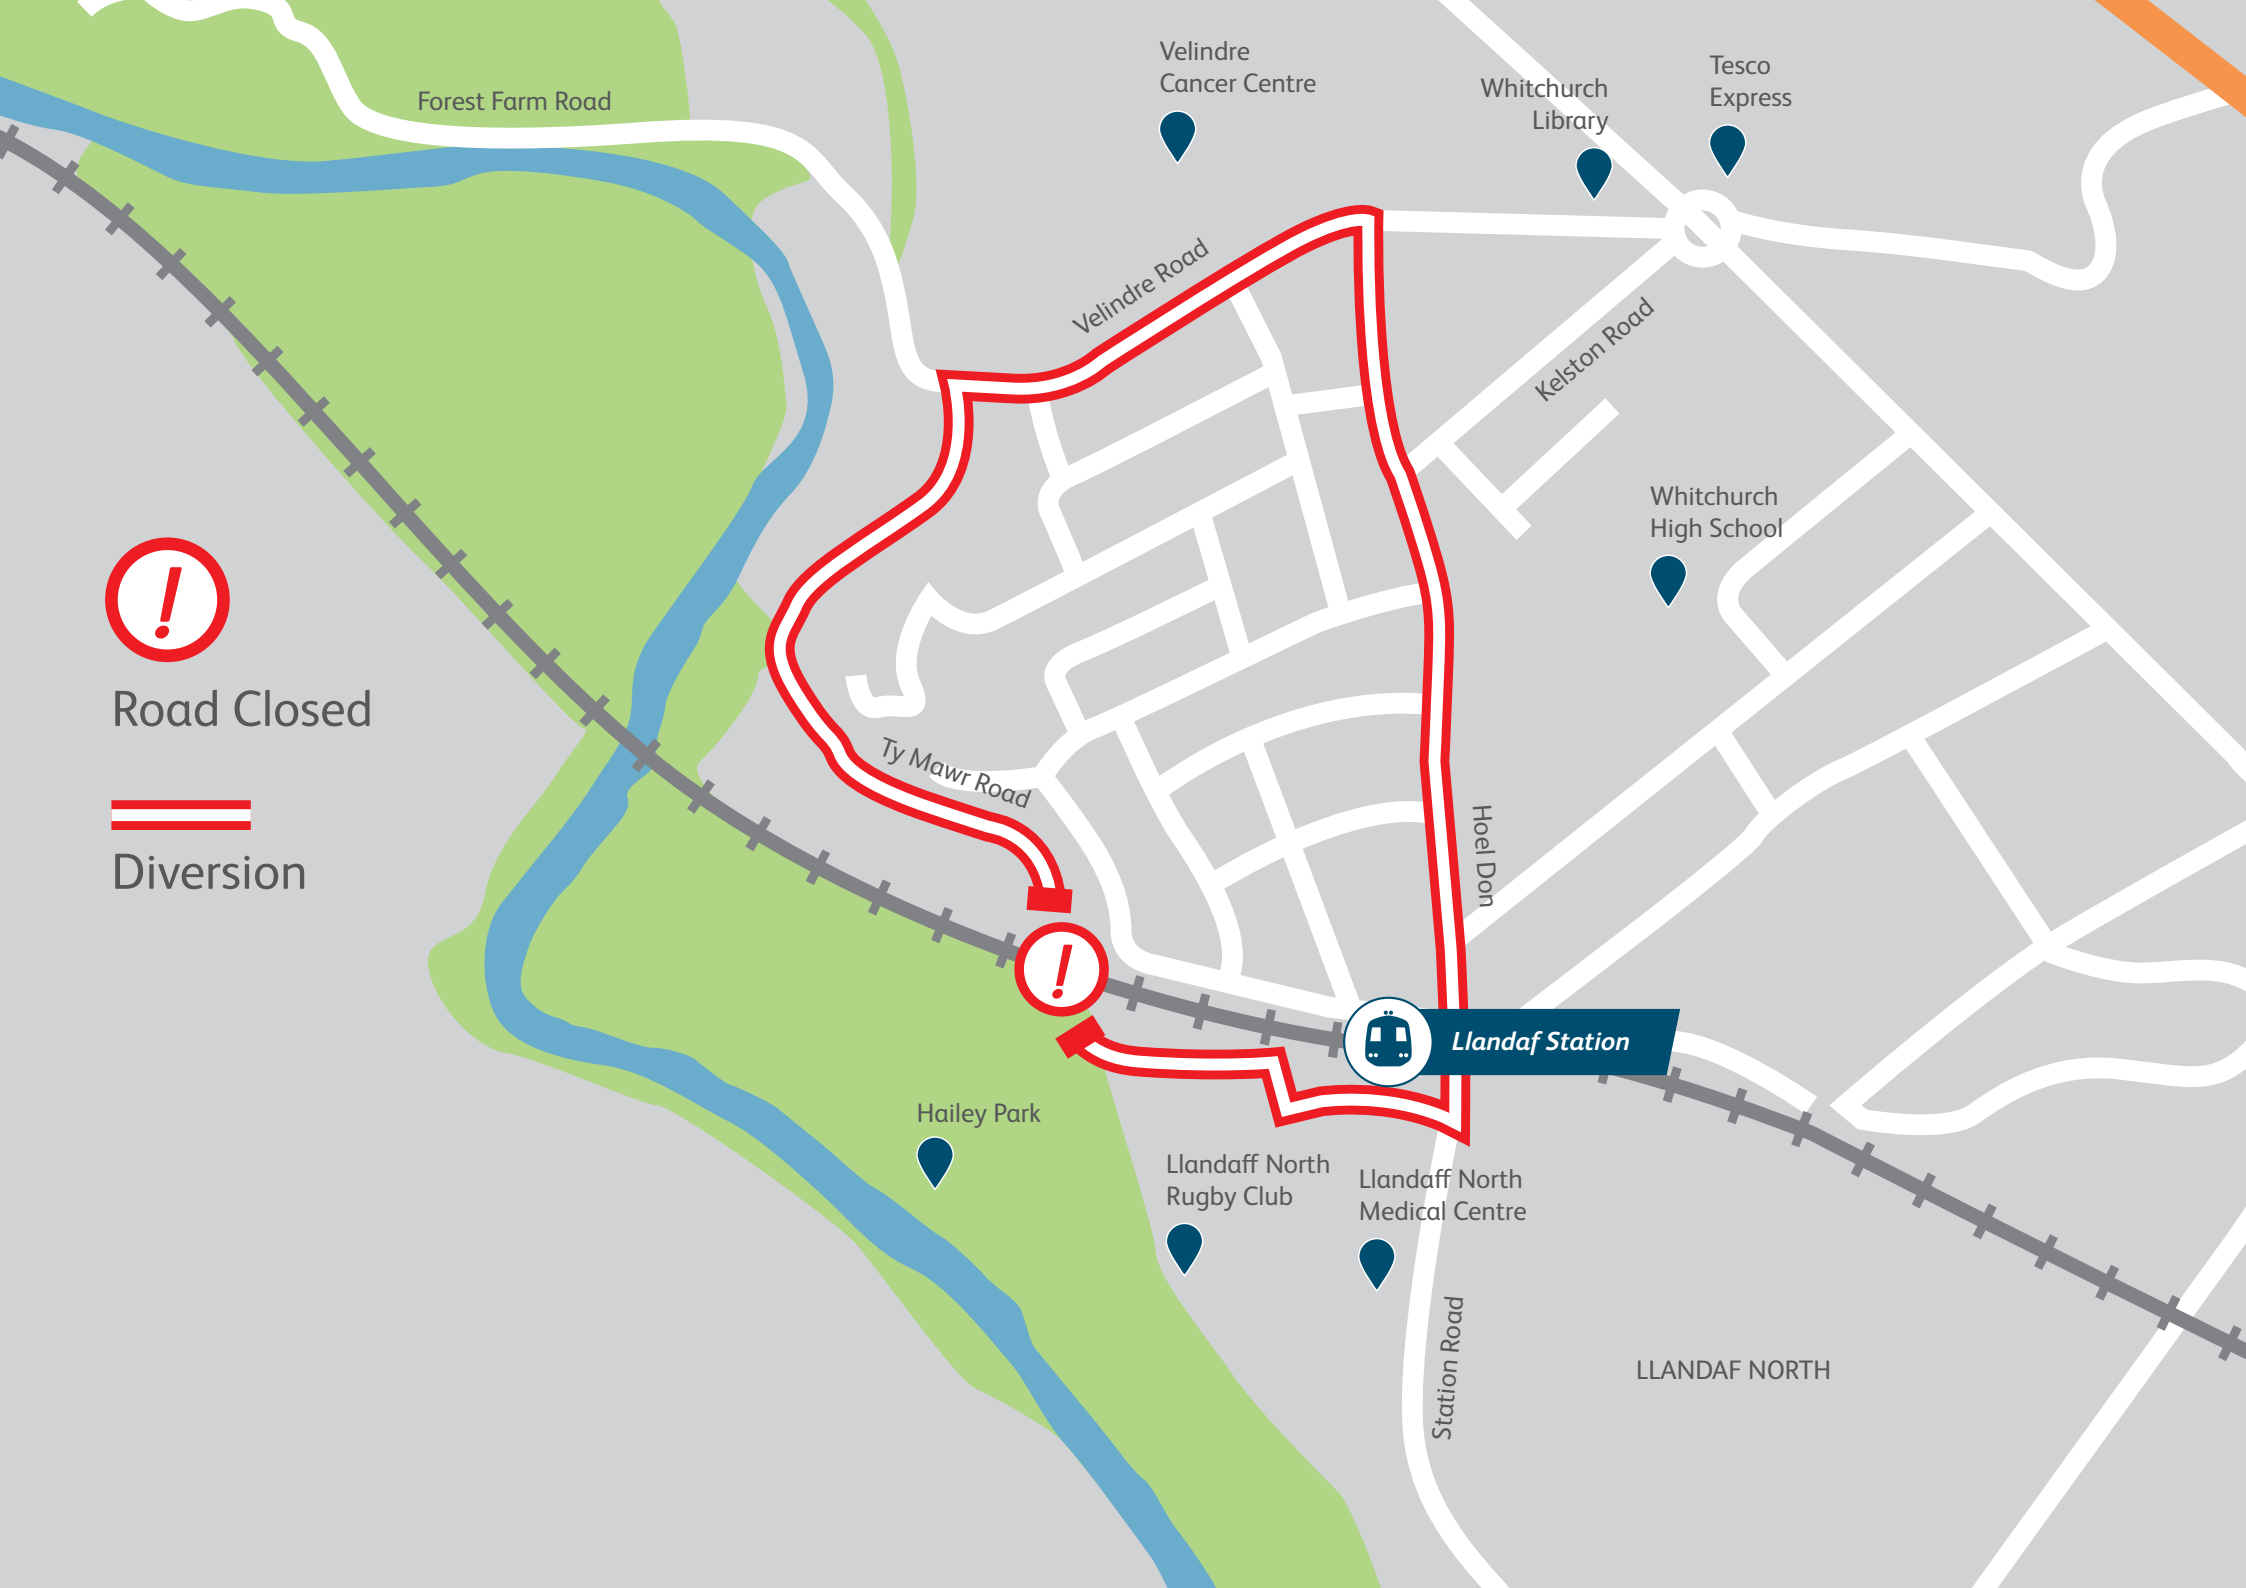 Velindre
Cancer Centre
Tesco
Express
Whitchurch
Library
Forest Farm Road
Velindre Road
Kelston Road
Whitchurch
High School
!
Road Closed
Diversion
Ty Mawr Road
Hoel Don
!
Llandaf Station
Hailey Park
Llandaff North
Rugby Club
Llandaff North
Medical Centre
Station Road
LLANDAF NORTH